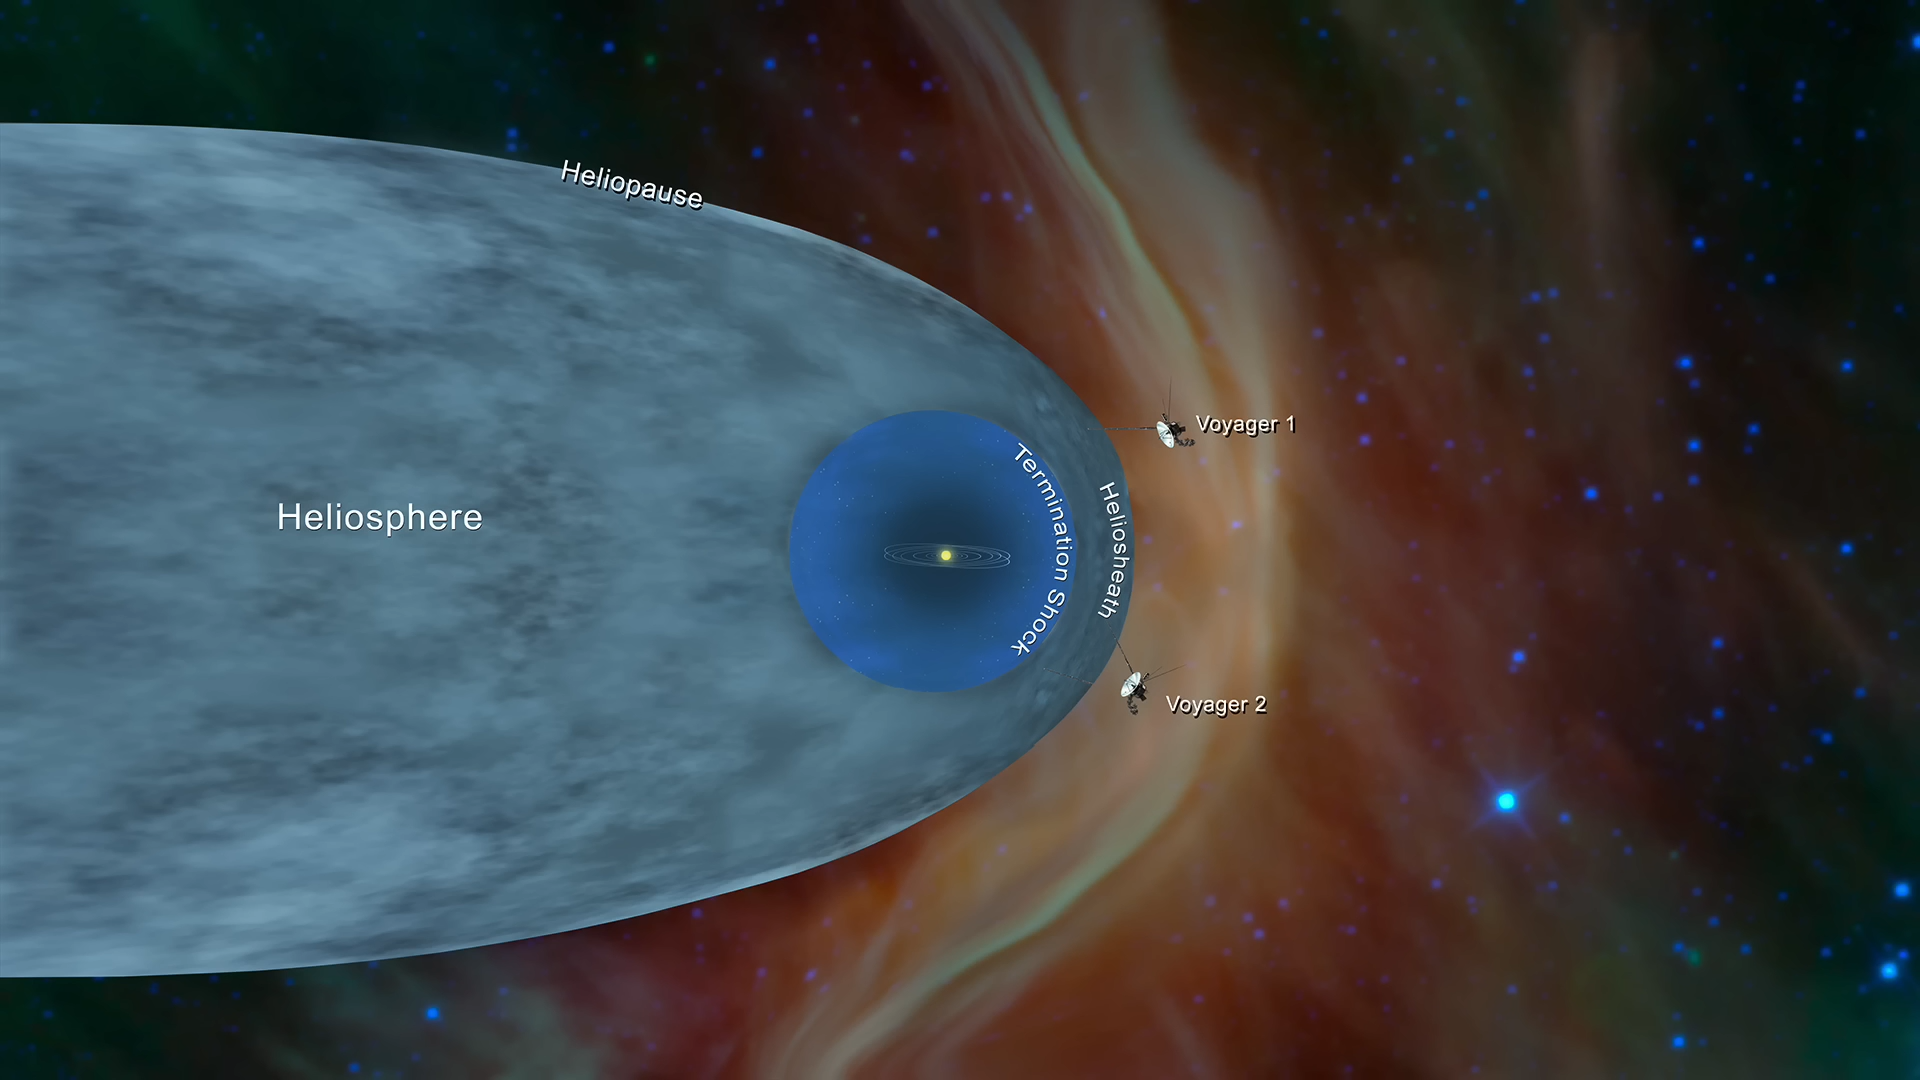 Heliopause
Voyager 1
Termination Shock
Heliosheath
Heliosphere
Voyager 2